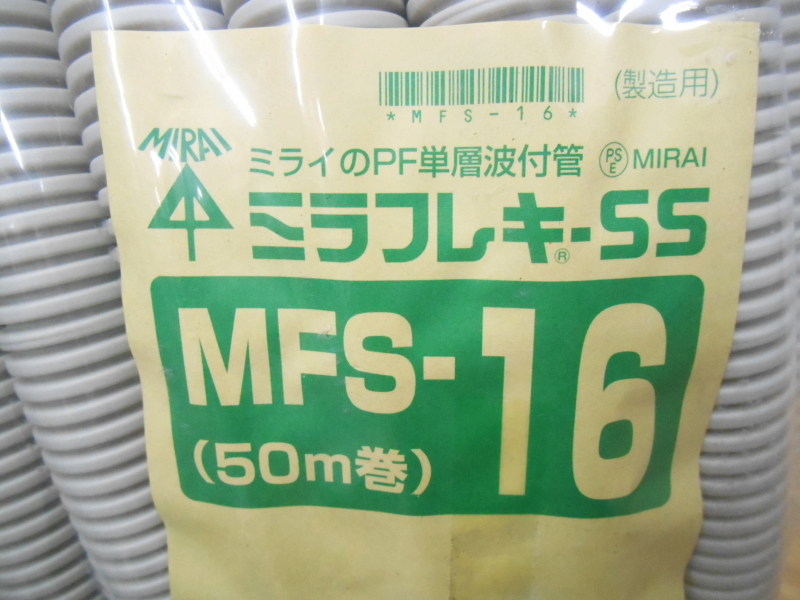 *MFS-16*
(製造用)
MIRAI
ミライのPF単層波付管 PSE MIRAI
ミラフレキ®-SS
MFS-16
(50m巻)